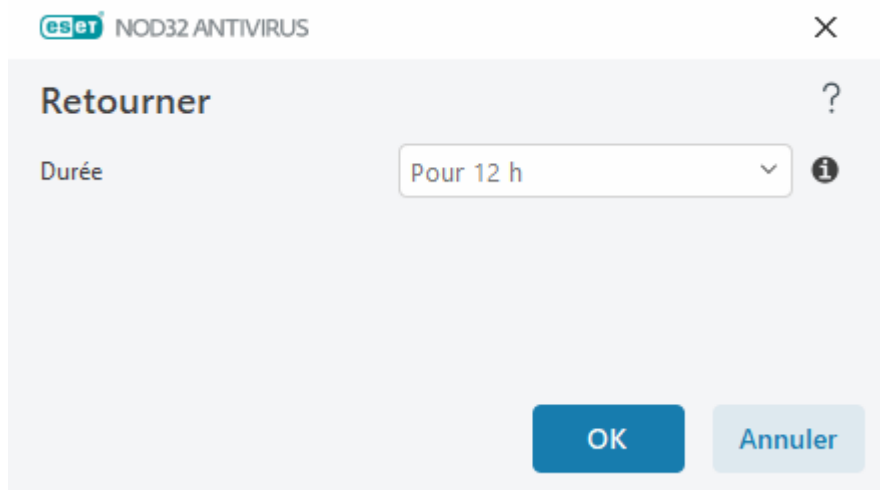 eset NOD32 ANTIVIRUS
Retourner
?
Durée
Pour 12 h
OK
Annuler